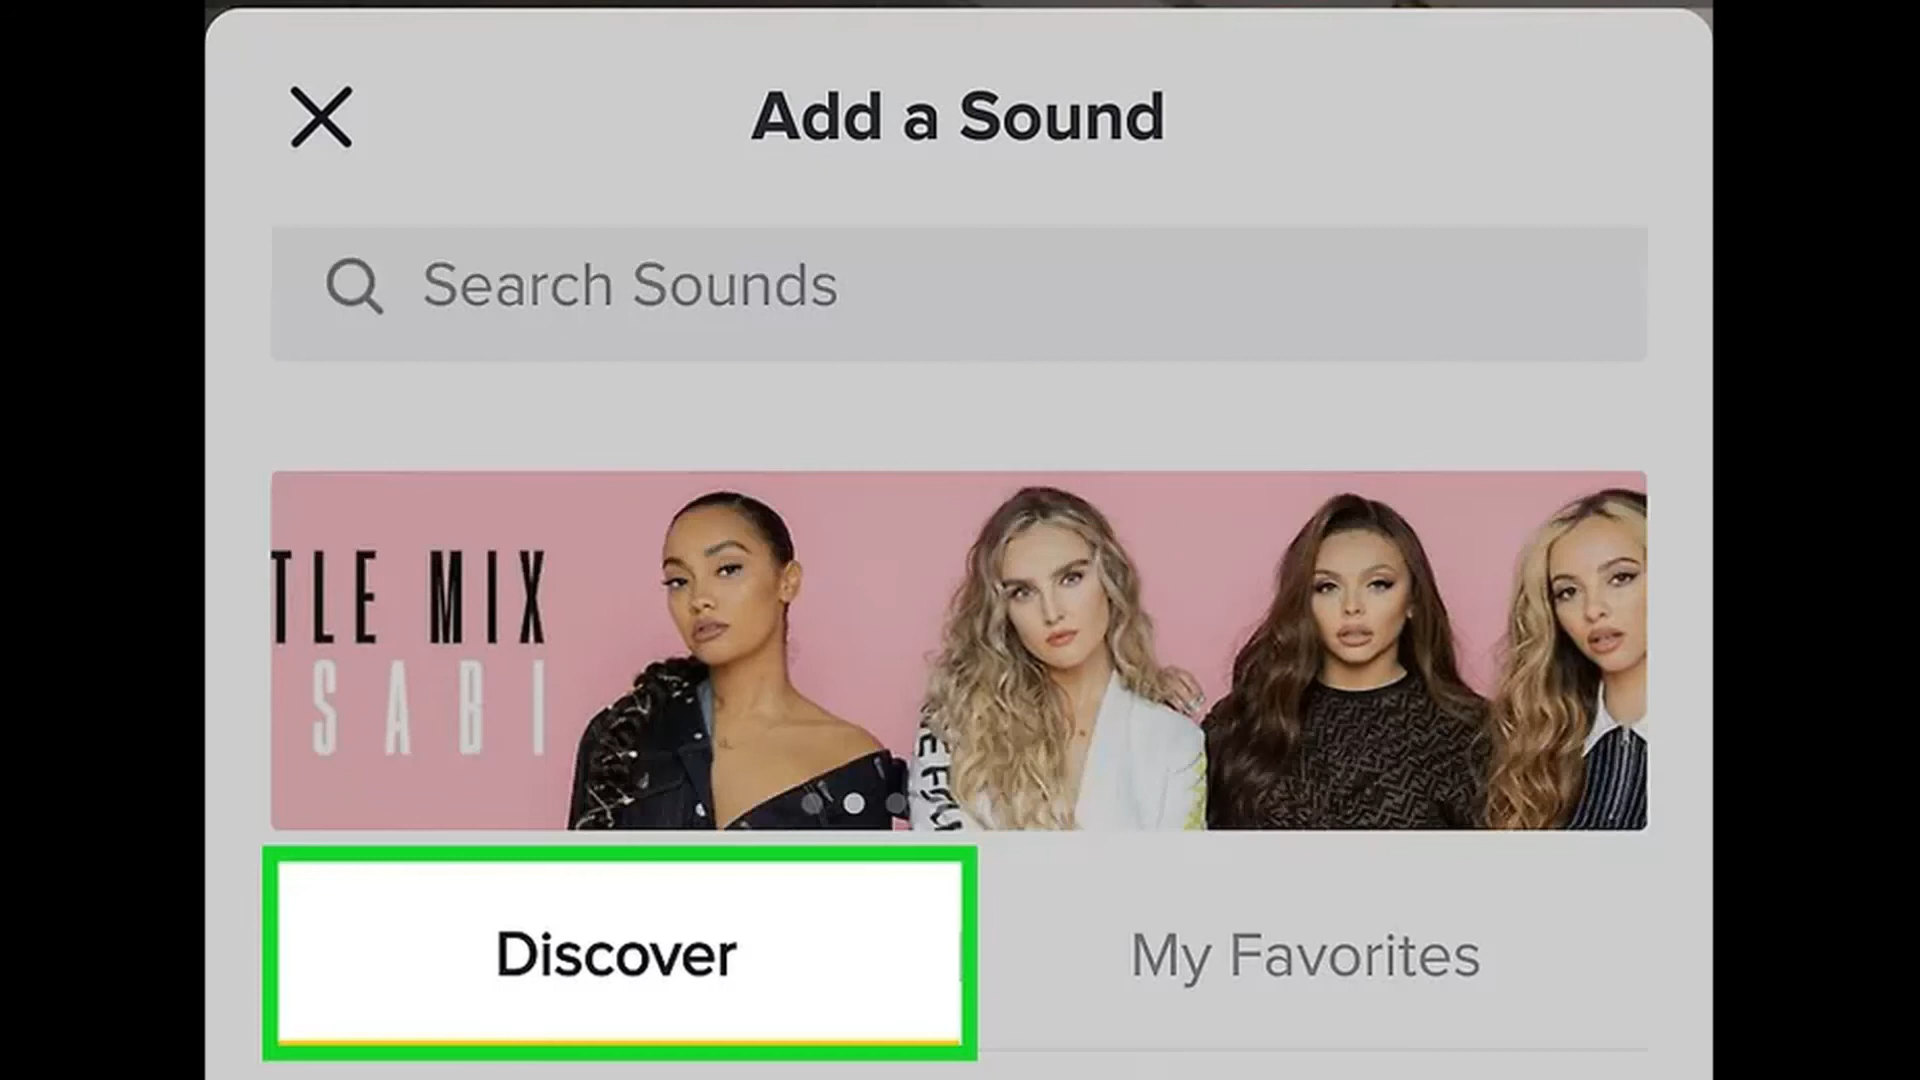 Add a Sound
Search Sounds
TLE MIX
SABI
Discover
My Favorites